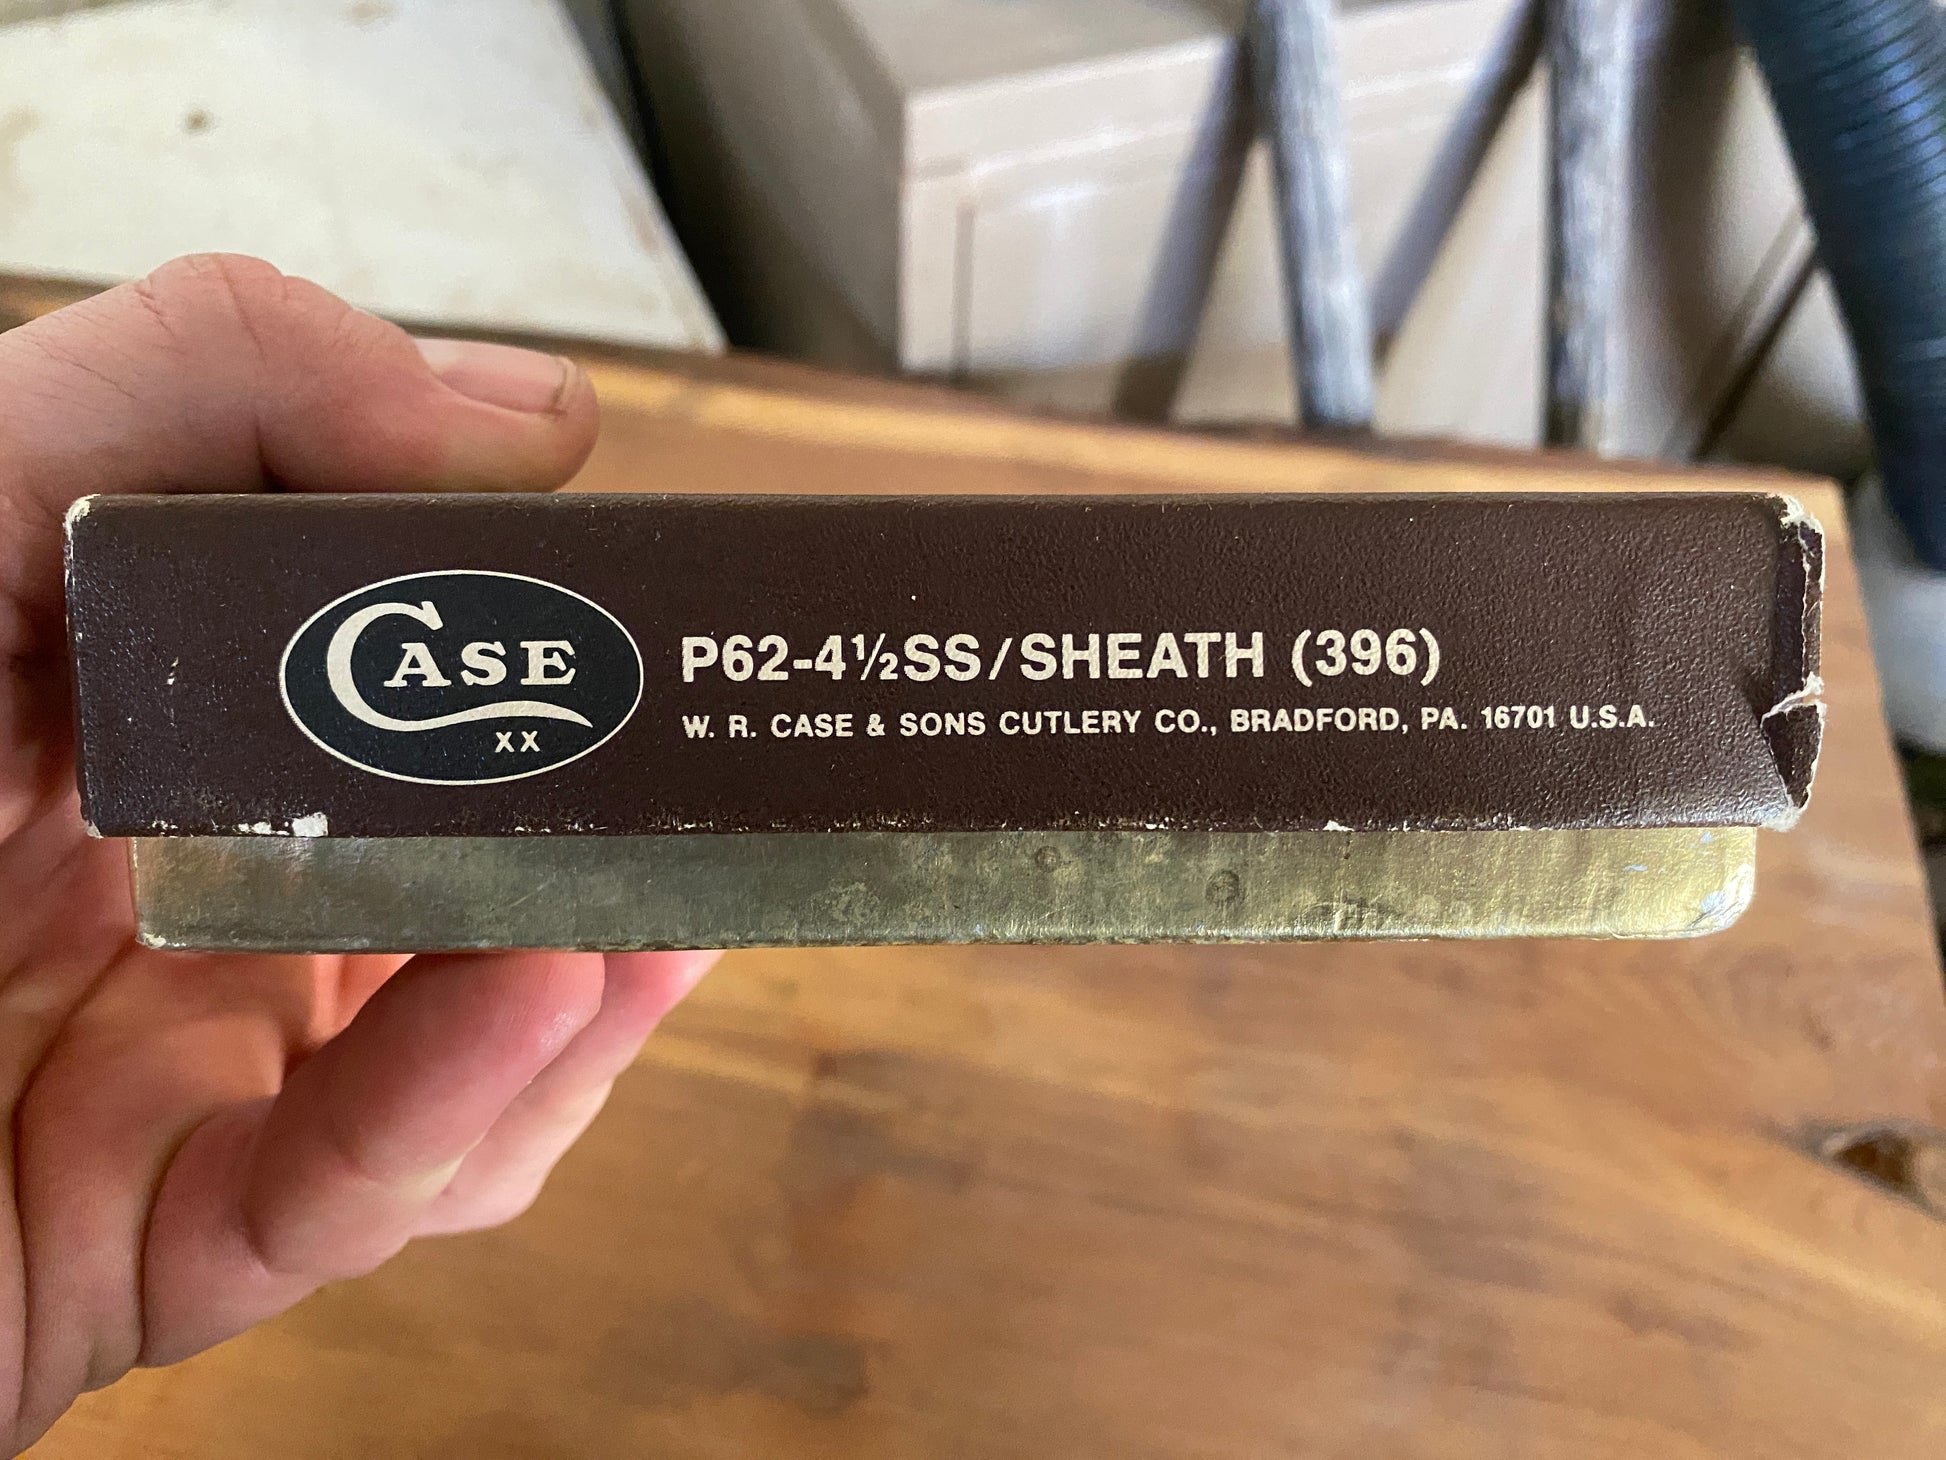 CASE
XX
P62-4½SS/SHEATH (396)
W. R. CASE & SONS CUTLERY CO., BRADFORD, PA. 16701 U.S.A.